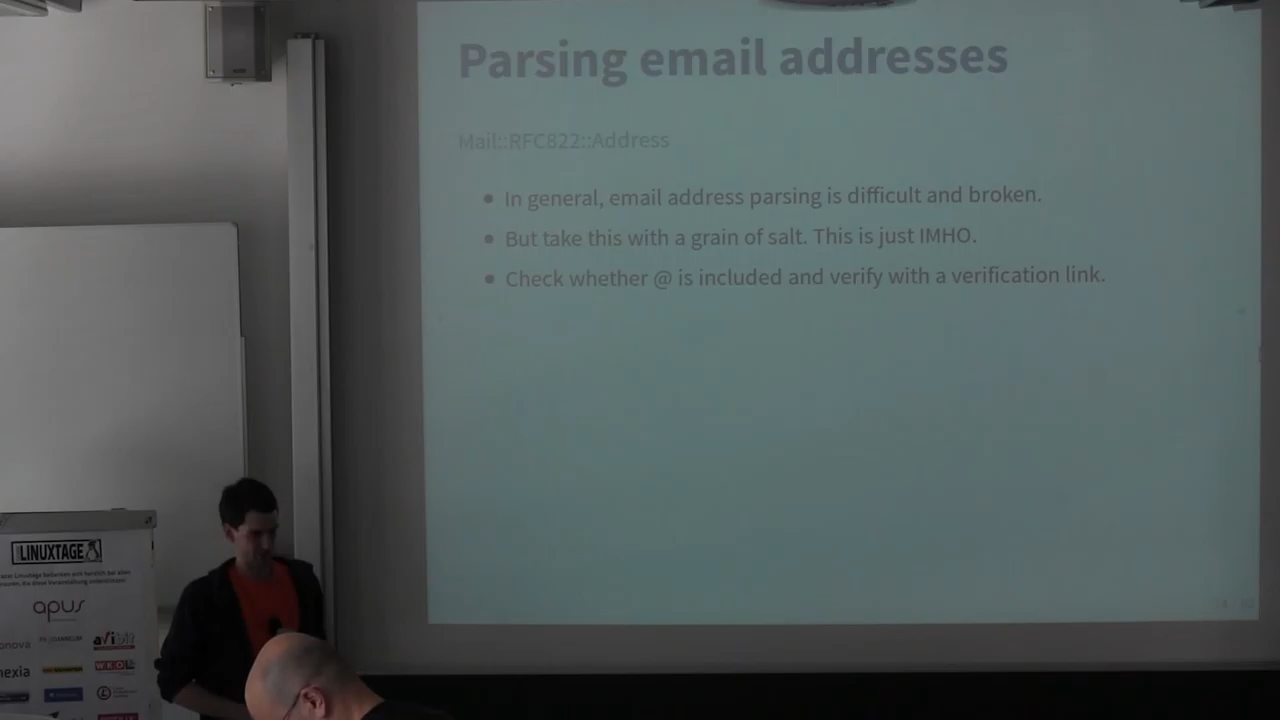 Parsing email addresses
Mail::RFC822::Address
In general, email address parsing is difficult and broken.
But take this with a grain of salt. This is just IMHO.
Check whether @ is included and verify with a verification link.
LINUXTAGE
apus
avibit
nexia
WKO